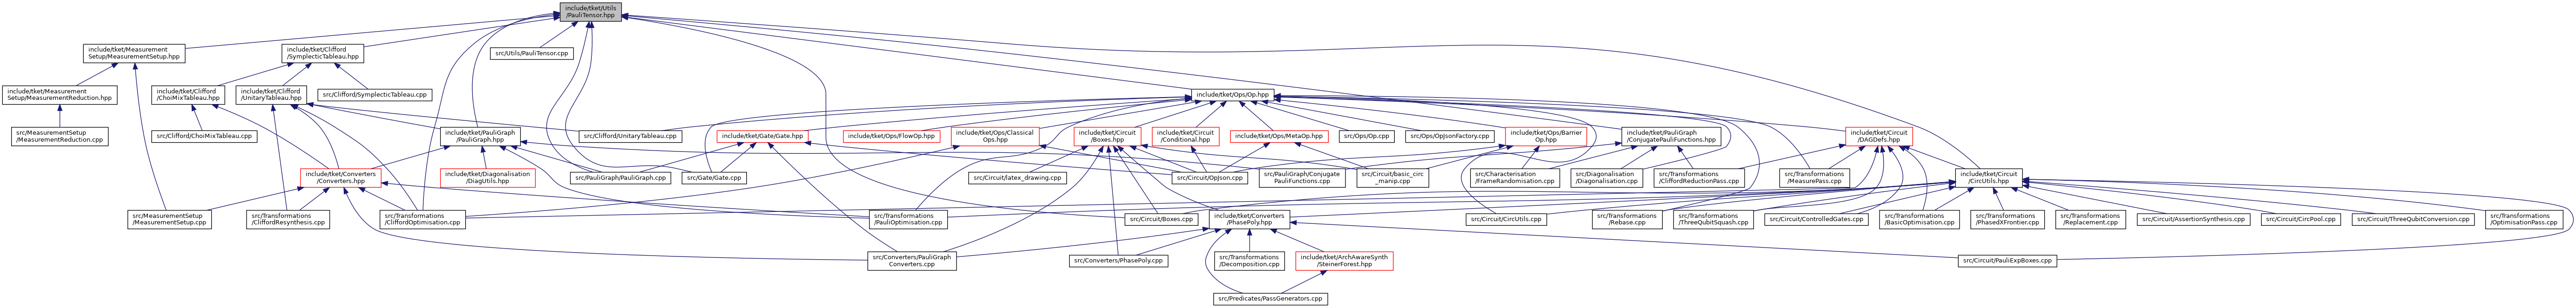 include/tket/Utils
/PauliTensor.hpp
include/tket/Measurement
Setup/MeasurementSetup.hpp
include/tket/Clifford
/SymplecticTableau.hpp
src/Utils/PauliTensor.cpp
include/tket/Measurement
Setup/MeasurementReduction.hpp
include/tket/Clifford
/ChoiMixTableau.hpp
include/tket/Clifford
/UnitaryTableau.hpp
src/Clifford/SymplecticTableau.cpp
include/tket/Ops/Op.hpp
src/MeasurementSetup
/MeasurementReduction.cpp
src/Clifford/ChoiMixTableau.cpp
include/tket/PauliGraph
/PauliGraph.hpp
src/Clifford/UnitaryTableau.cpp
include/tket/Gate/Gate.hpp
include/tket/Ops/FlowOp.hpp
include/tket/Ops/Classical
Ops.hpp
include/tket/Circuit
/Boxes.hpp
include/tket/Circuit
/Conditional.hpp
include/tket/Ops/MetaOp.hpp
src/Ops/Op.cpp
src/Ops/OpJsonFactory.cpp
include/tket/Ops/Barrier
Op.hpp
include/tket/PauliGraph
/ConjugatePauliFunctions.hpp
include/tket/Circuit
/DAGDefs.hpp
include/tket/Converters
/Converters.hpp
include/tket/Diagonalisation
/DiagUtils.hpp
src/PauliGraph/PauliGraph.cpp
src/Gate/Gate.cpp
src/Circuit/latex_drawing.cpp
src/Circuit/OpJson.cpp
src/PauliGraph/Conjugate
PauliFunctions.cpp
src/Circuit/basic_circ
_manip.cpp
src/Characterisation
/FrameRandomisation.cpp
src/Diagonalisation
/Diagonalisation.cpp
src/Transformations
/CliffordReductionPass.cpp
src/Transformations
/MeasurePass.cpp
include/tket/Circuit
/CircUtils.hpp
src/MeasurementSetup
/MeasurementSetup.cpp
src/Transformations
/CliffordResynthesis.cpp
src/Transformations
/CliffordOptimisation.cpp
src/Transformations
/PauliOptimisation.cpp
src/Circuit/Boxes.cpp
include/tket/Converters
/PhasePoly.hpp
src/Circuit/CircUtils.cpp
src/Transformations
/Rebase.cpp
src/Transformations
/ThreeQubitSquash.cpp
src/Circuit/ControlledGates.cpp
src/Transformations
/BasicOptimisation.cpp
src/Transformations
/PhasedXFrontier.cpp
src/Transformations
/Replacement.cpp
src/Circuit/AssertionSynthesis.cpp
src/Circuit/CircPool.cpp
src/Circuit/ThreeQubitConversion.cpp
src/Transformations
/OptimisationPass.cpp
src/Converters/PauliGraph
Converters.cpp
src/Converters/PhasePoly.cpp
src/Transformations
/Decomposition.cpp
include/tket/ArchAwareSynth
/SteinerForest.hpp
src/Circuit/PauliExpBoxes.cpp
src/Predicates/PassGenerators.cpp